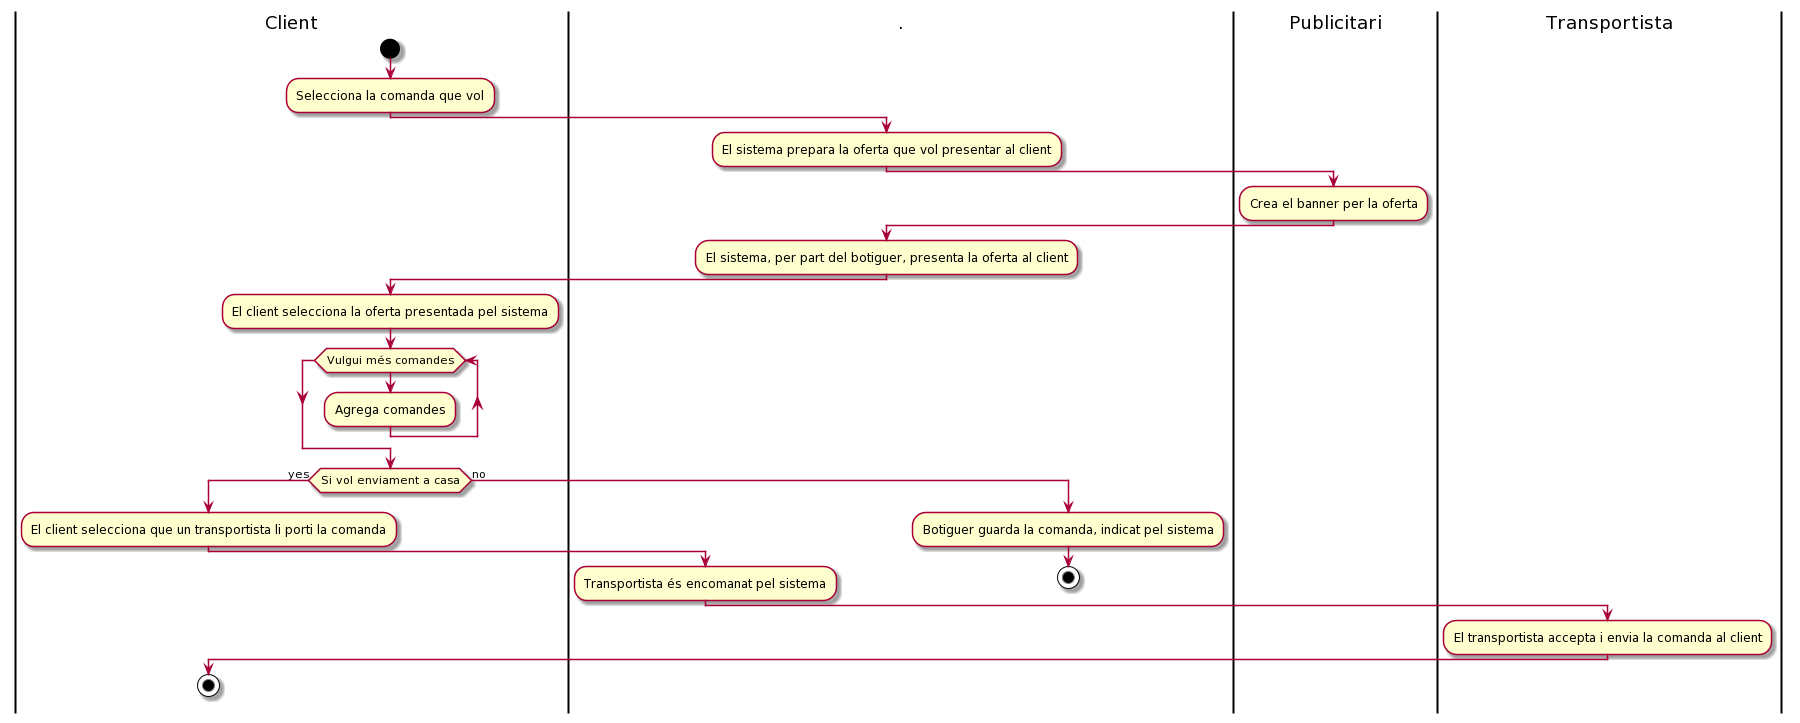 Client
.
Publicitari
Transportista
Selecciona la comanda que vol
El sistema prepara la oferta que vol presentar al client
Crea el banner per la oferta
El sistema, per part del botiguer, presenta la oferta al client
El client selecciona la oferta presentada pel sistema
Vulgui més comandes
Agrega comandes
yes
Si vol enviament a casa
no
El client selecciona que un transportista li porti la comanda
Botiguer guarda la comanda, indicat pel sistema
Transportista és encomanat pel sistema
El transportista accepta i envia la comanda al client